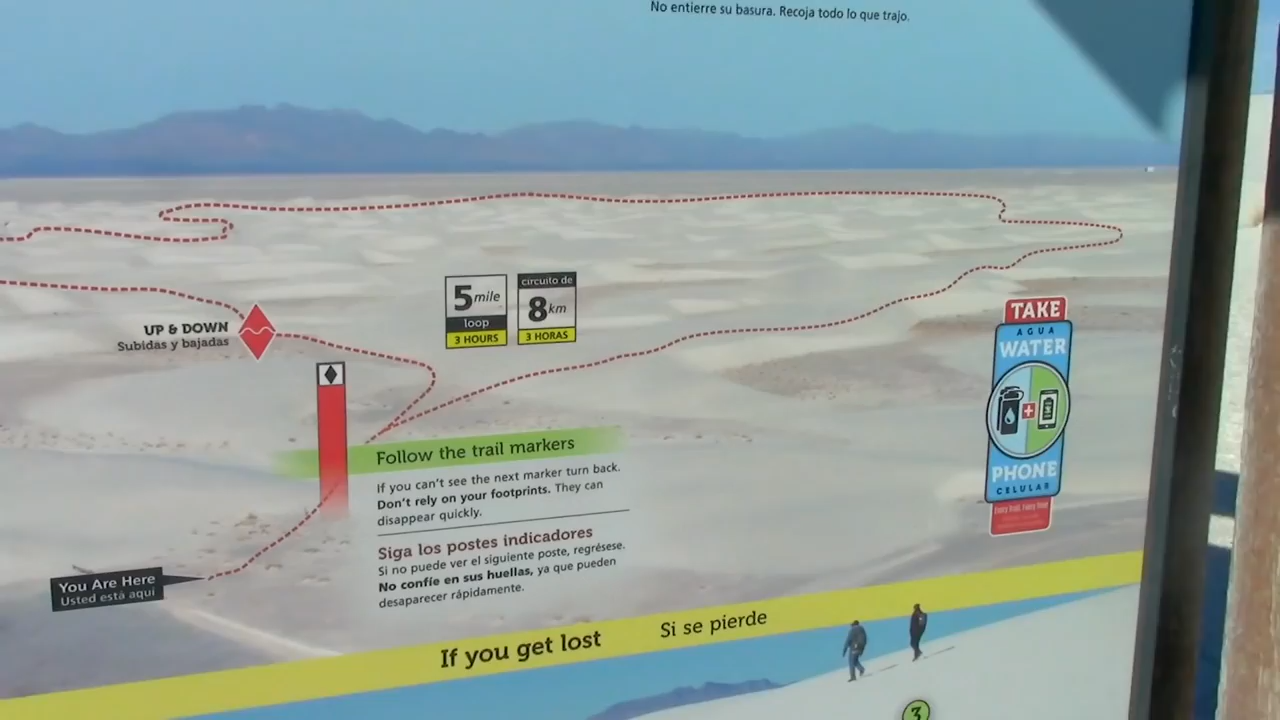 No entierre su basura. Recoja todo lo que trajo.
5 mile
loop
3 HOURS
circuito de
8 km
3 HORAS
UP & DOWN
Subidas y bajadas
TAKE
AGUA
WATER
PHONE
CELULAR
Follow the trail markers
If you can't see the next marker turn back.
Don't rely on your footprints. They can
disappear quickly.
Siga los postes indicadores
Si no puede ver el siguiente poste, regrésese.
No confíe en sus huellas, ya que pueden
desaparecer rápidamente.
You Are Here
Usted está aquí
If you get lost
Si se pierde
3